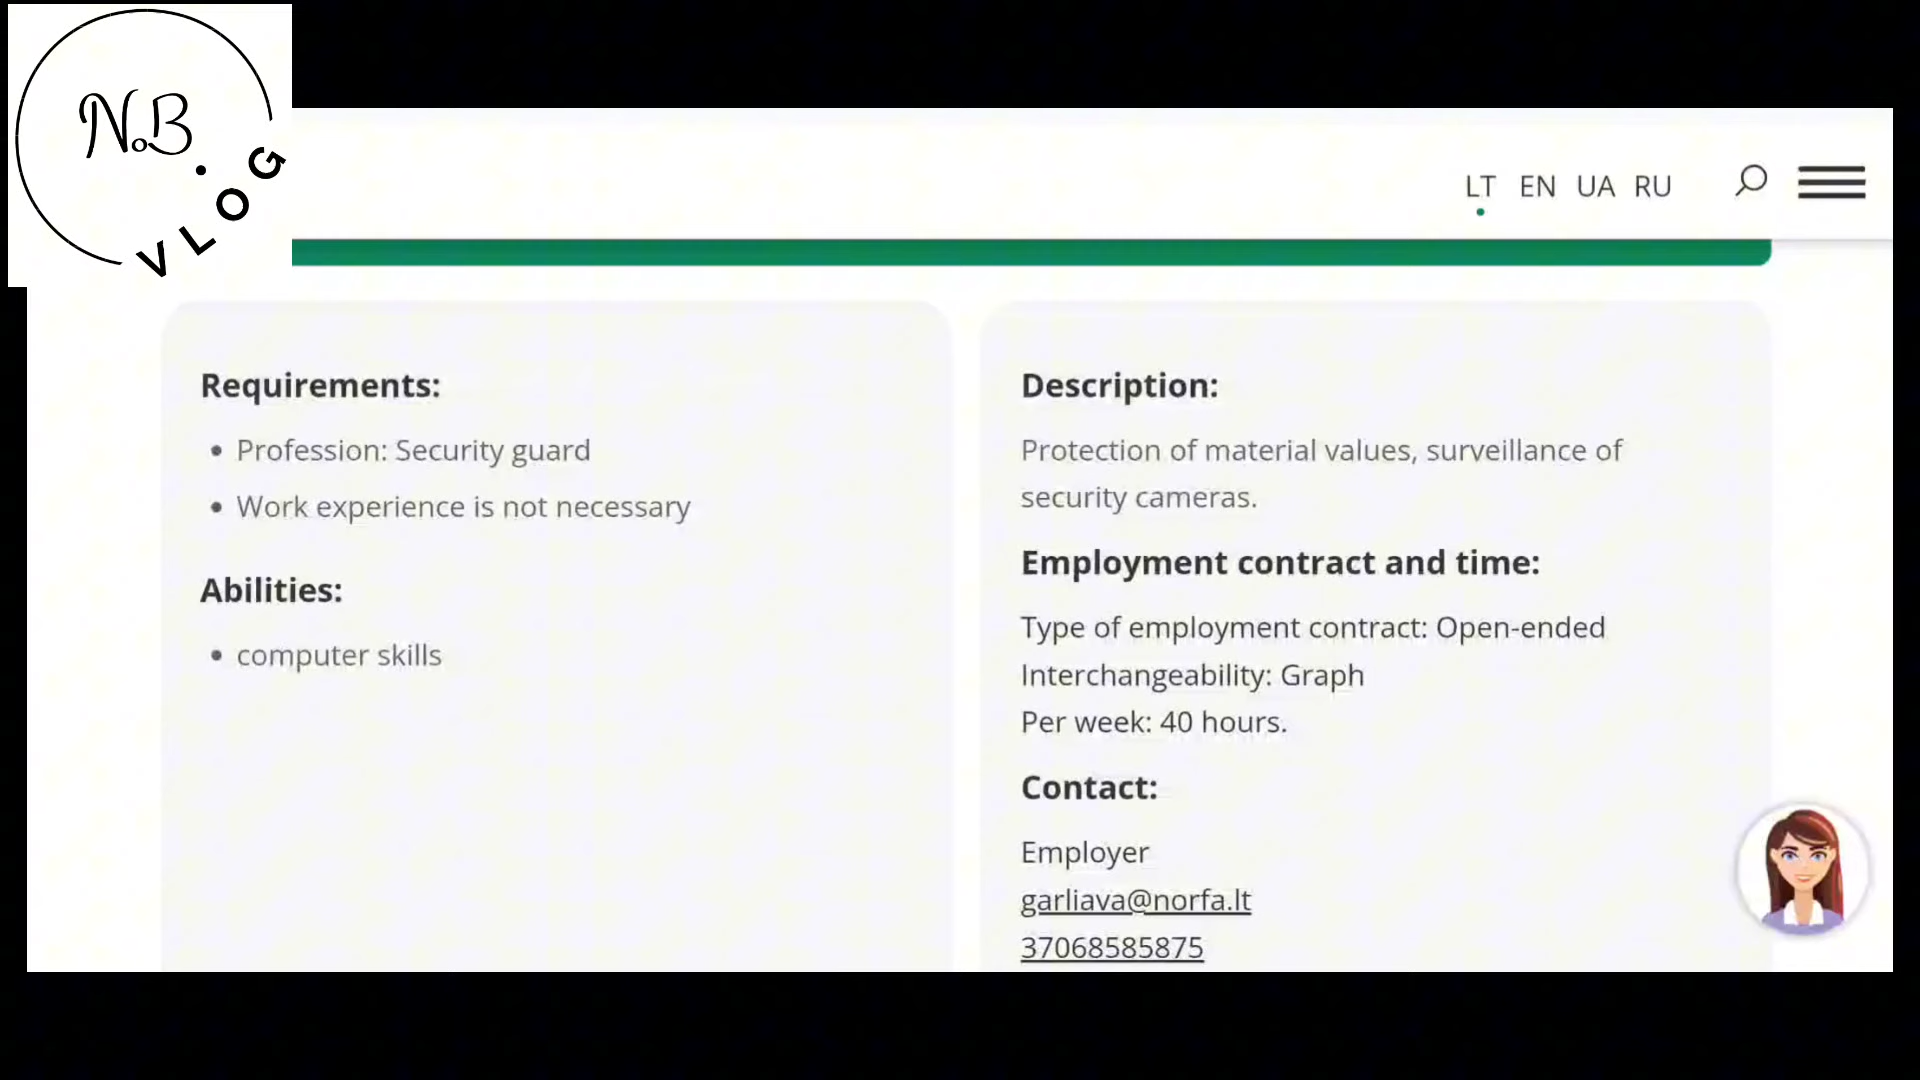 N.B.
VLOG
LT EN UA RU
Requirements:
Profession: Security guard
Work experience is not necessary
Abilities:
computer skills
Description:
Protection of material values, surveillance of
security cameras.
Employment contract and time:
Type of employment contract: Open-ended
Interchangeability: Graph
Per week: 40 hours.
Contact:
Employer
garliava@norfa.lt
37068585875